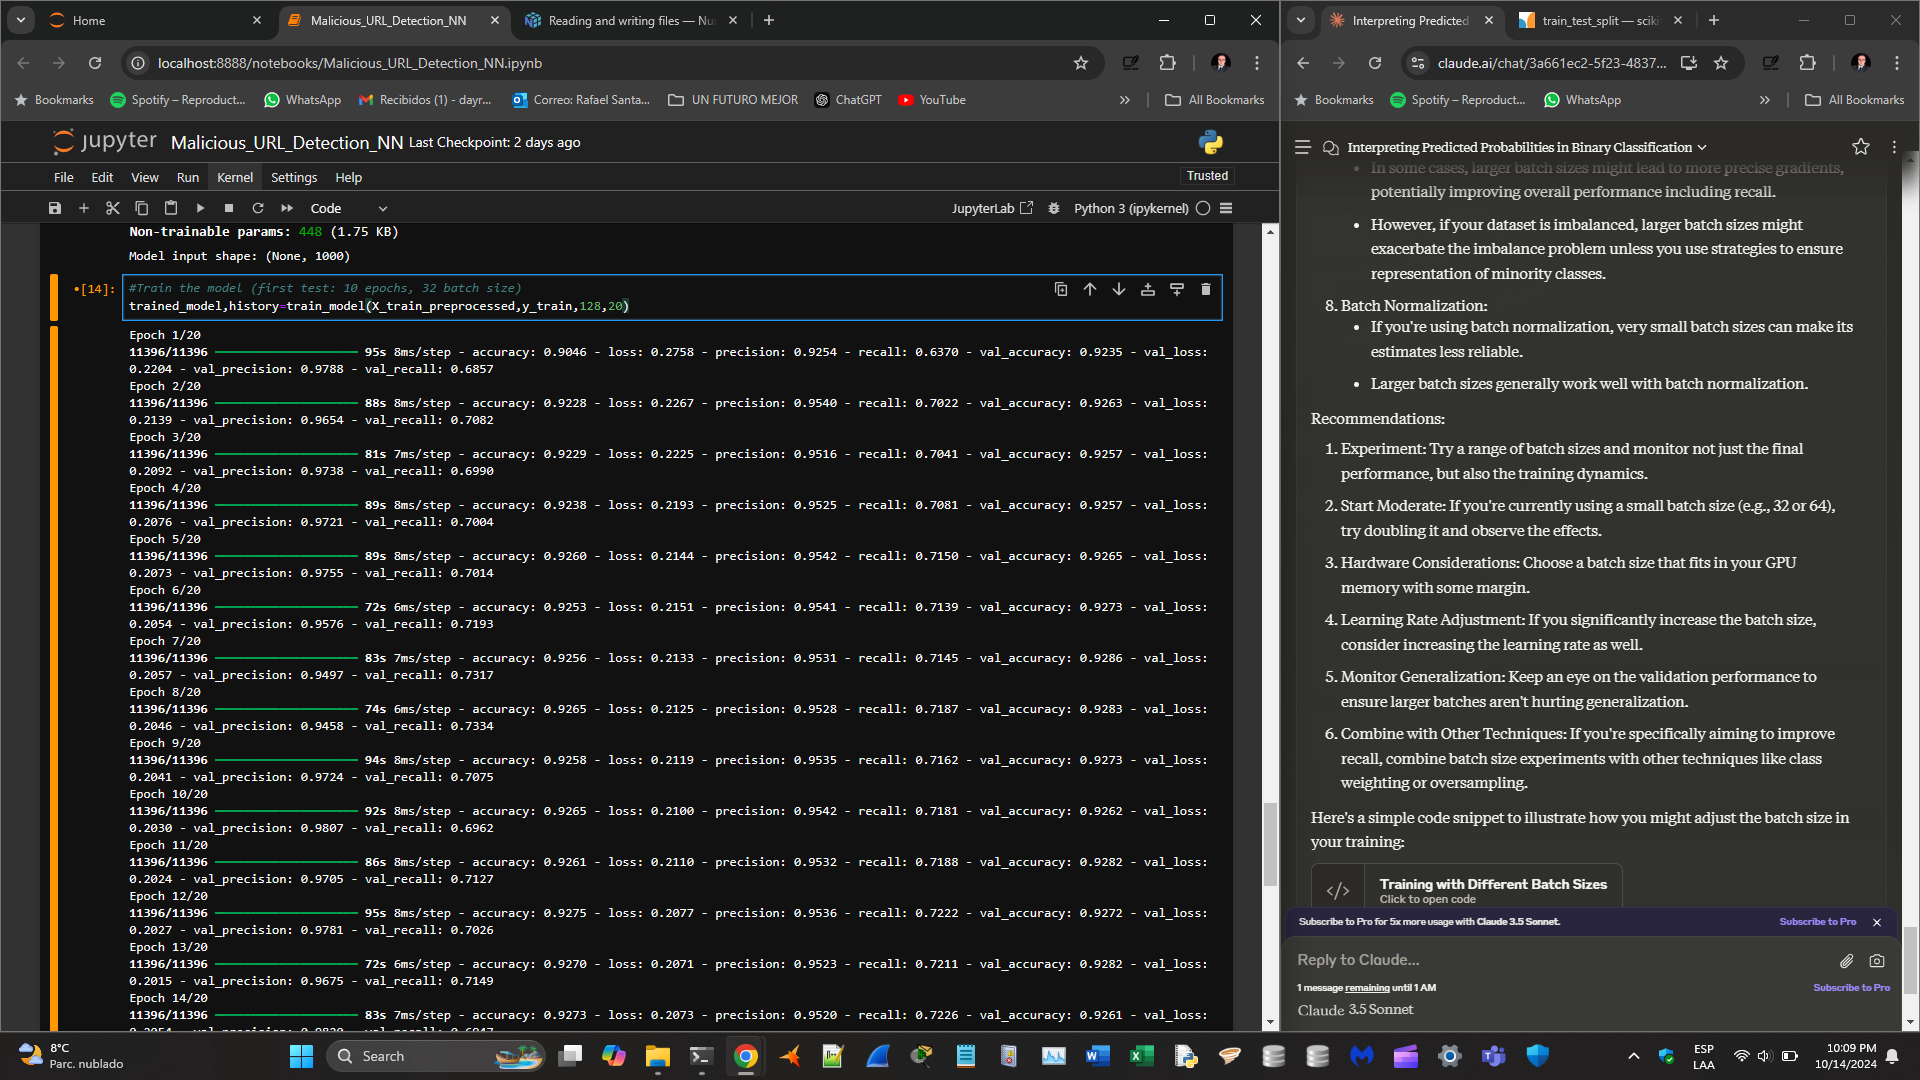 Home
Malicious_URL_Detection_NN
Reading and writing files — Nu
localhost:8888/notebooks/Malicious_URL_Detection_NN.ipynb
Bookmarks
Spotify – Reproduct...
WhatsApp
Recibidos (1) - dayr...
Correo: Rafael Santa...
UN FUTURO MEJOR
ChatGPT
YouTube
»
All Bookmarks
jupyter
Malicious_URL_Detection_NN Last Checkpoint: 2 days ago
File Edit View Run Kernel Settings Help
Trusted
Code
JupyterLab
Python 3 (ipykernel)
Non-trainable params: 448 (1.75 KB)
Model input shape: (None, 1000)
•[14]:
#Train the model (first test: 10 epochs, 32 batch size)
trained_model,history=train_model(X_train_preprocessed,y_train,128,20)
Epoch 1/20
11396/11396 95s 8ms/step - accuracy: 0.9046 - loss: 0.2758 - precision: 0.9254 - recall: 0.6370 - val_accuracy: 0.9235 - val_loss:
0.2204 - val_precision: 0.9788 - val_recall: 0.6857
Epoch 2/20
11396/11396 88s 8ms/step - accuracy: 0.9228 - loss: 0.2267 - precision: 0.9540 - recall: 0.7022 - val_accuracy: 0.9263 - val_loss:
0.2139 - val_precision: 0.9654 - val_recall: 0.7082
Epoch 3/20
11396/11396 81s 7ms/step - accuracy: 0.9229 - loss: 0.2225 - precision: 0.9516 - recall: 0.7041 - val_accuracy: 0.9257 - val_loss:
0.2092 - val_precision: 0.9738 - val_recall: 0.6990
Epoch 4/20
11396/11396 89s 8ms/step - accuracy: 0.9238 - loss: 0.2193 - precision: 0.9525 - recall: 0.7081 - val_accuracy: 0.9257 - val_loss:
0.2076 - val_precision: 0.9721 - val_recall: 0.7004
Epoch 5/20
11396/11396 89s 8ms/step - accuracy: 0.9260 - loss: 0.2144 - precision: 0.9542 - recall: 0.7150 - val_accuracy: 0.9265 - val_loss:
0.2073 - val_precision: 0.9755 - val_recall: 0.7014
Epoch 6/20
11396/11396 72s 6ms/step - accuracy: 0.9253 - loss: 0.2151 - precision: 0.9541 - recall: 0.7139 - val_accuracy: 0.9273 - val_loss:
0.2054 - val_precision: 0.9576 - val_recall: 0.7193
Epoch 7/20
11396/11396 83s 7ms/step - accuracy: 0.9256 - loss: 0.2133 - precision: 0.9531 - recall: 0.7145 - val_accuracy: 0.9286 - val_loss:
0.2057 - val_precision: 0.9497 - val_recall: 0.7317
Epoch 8/20
11396/11396 74s 6ms/step - accuracy: 0.9265 - loss: 0.2125 - precision: 0.9528 - recall: 0.7187 - val_accuracy: 0.9283 - val_loss:
0.2046 - val_precision: 0.9458 - val_recall: 0.7334
Epoch 9/20
11396/11396 94s 8ms/step - accuracy: 0.9258 - loss: 0.2119 - precision: 0.9535 - recall: 0.7162 - val_accuracy: 0.9273 - val_loss:
0.2041 - val_precision: 0.9724 - val_recall: 0.7075
Epoch 10/20
11396/11396 92s 8ms/step - accuracy: 0.9265 - loss: 0.2100 - precision: 0.9542 - recall: 0.7181 - val_accuracy: 0.9262 - val_loss:
0.2030 - val_precision: 0.9807 - val_recall: 0.6962
Epoch 11/20
11396/11396 86s 8ms/step - accuracy: 0.9261 - loss: 0.2110 - precision: 0.9532 - recall: 0.7188 - val_accuracy: 0.9282 - val_loss:
0.2024 - val_precision: 0.9705 - val_recall: 0.7127
Epoch 12/20
11396/11396 95s 8ms/step - accuracy: 0.9275 - loss: 0.2077 - precision: 0.9536 - recall: 0.7222 - val_accuracy: 0.9272 - val_loss:
0.2027 - val_precision: 0.9781 - val_recall: 0.7026
Epoch 13/20
11396/11396 72s 6ms/step - accuracy: 0.9270 - loss: 0.2071 - precision: 0.9523 - recall: 0.7211 - val_accuracy: 0.9282 - val_loss:
0.2015 - val_precision: 0.9675 - val_recall: 0.7149
Epoch 14/20
11396/11396 83s 7ms/step - accuracy: 0.9273 - loss: 0.2073 - precision: 0.9520 - recall: 0.7226 - val_accuracy: 0.9261 - val_loss:
Interpreting Predicted
train_test_split — sciki
claude.ai/chat/3a661ec2-5f23-4837...
Bookmarks
Spotify – Reproduct...
WhatsApp
»
All Bookmarks
Interpreting Predicted Probabilities in Binary Classification
• In some cases, larger batch sizes might lead to more precise gradients,
potentially improving overall performance including recall.
• However, if your dataset is imbalanced, larger batch sizes might
exacerbate the imbalance problem unless you use strategies to ensure
representation of minority classes.
8. Batch Normalization:
• If you're using batch normalization, very small batch sizes can make its
estimates less reliable.
• Larger batch sizes generally work well with batch normalization.
Recommendations:
1. Experiment: Try a range of batch sizes and monitor not just the final
performance, but also the training dynamics.
2. Start Moderate: If you're currently using a small batch size (e.g., 32 or 64),
try doubling it and observe the effects.
3. Hardware Considerations: Choose a batch size that fits in your GPU
memory with some margin.
4. Learning Rate Adjustment: If you significantly increase the batch size,
consider increasing the learning rate as well.
5. Monitor Generalization: Keep an eye on the validation performance to
ensure larger batches aren't hurting generalization.
6. Combine with Other Techniques: If you're specifically aiming to improve
recall, combine batch size experiments with other techniques like class
weighting or oversampling.
Here's a simple code snippet to illustrate how you might adjust the batch size in
your training:
Training with Different Batch Sizes
Click to open code
Subscribe to Pro for 5x more usage with Claude 3.5 Sonnet.
Subscribe to Pro
Reply to Claude...
1 message remaining until 1 AM
Subscribe to Pro
Claude 3.5 Sonnet
8°C
Parc. nublado
Search
ESP
LAA
10:09 PM
10/14/2024